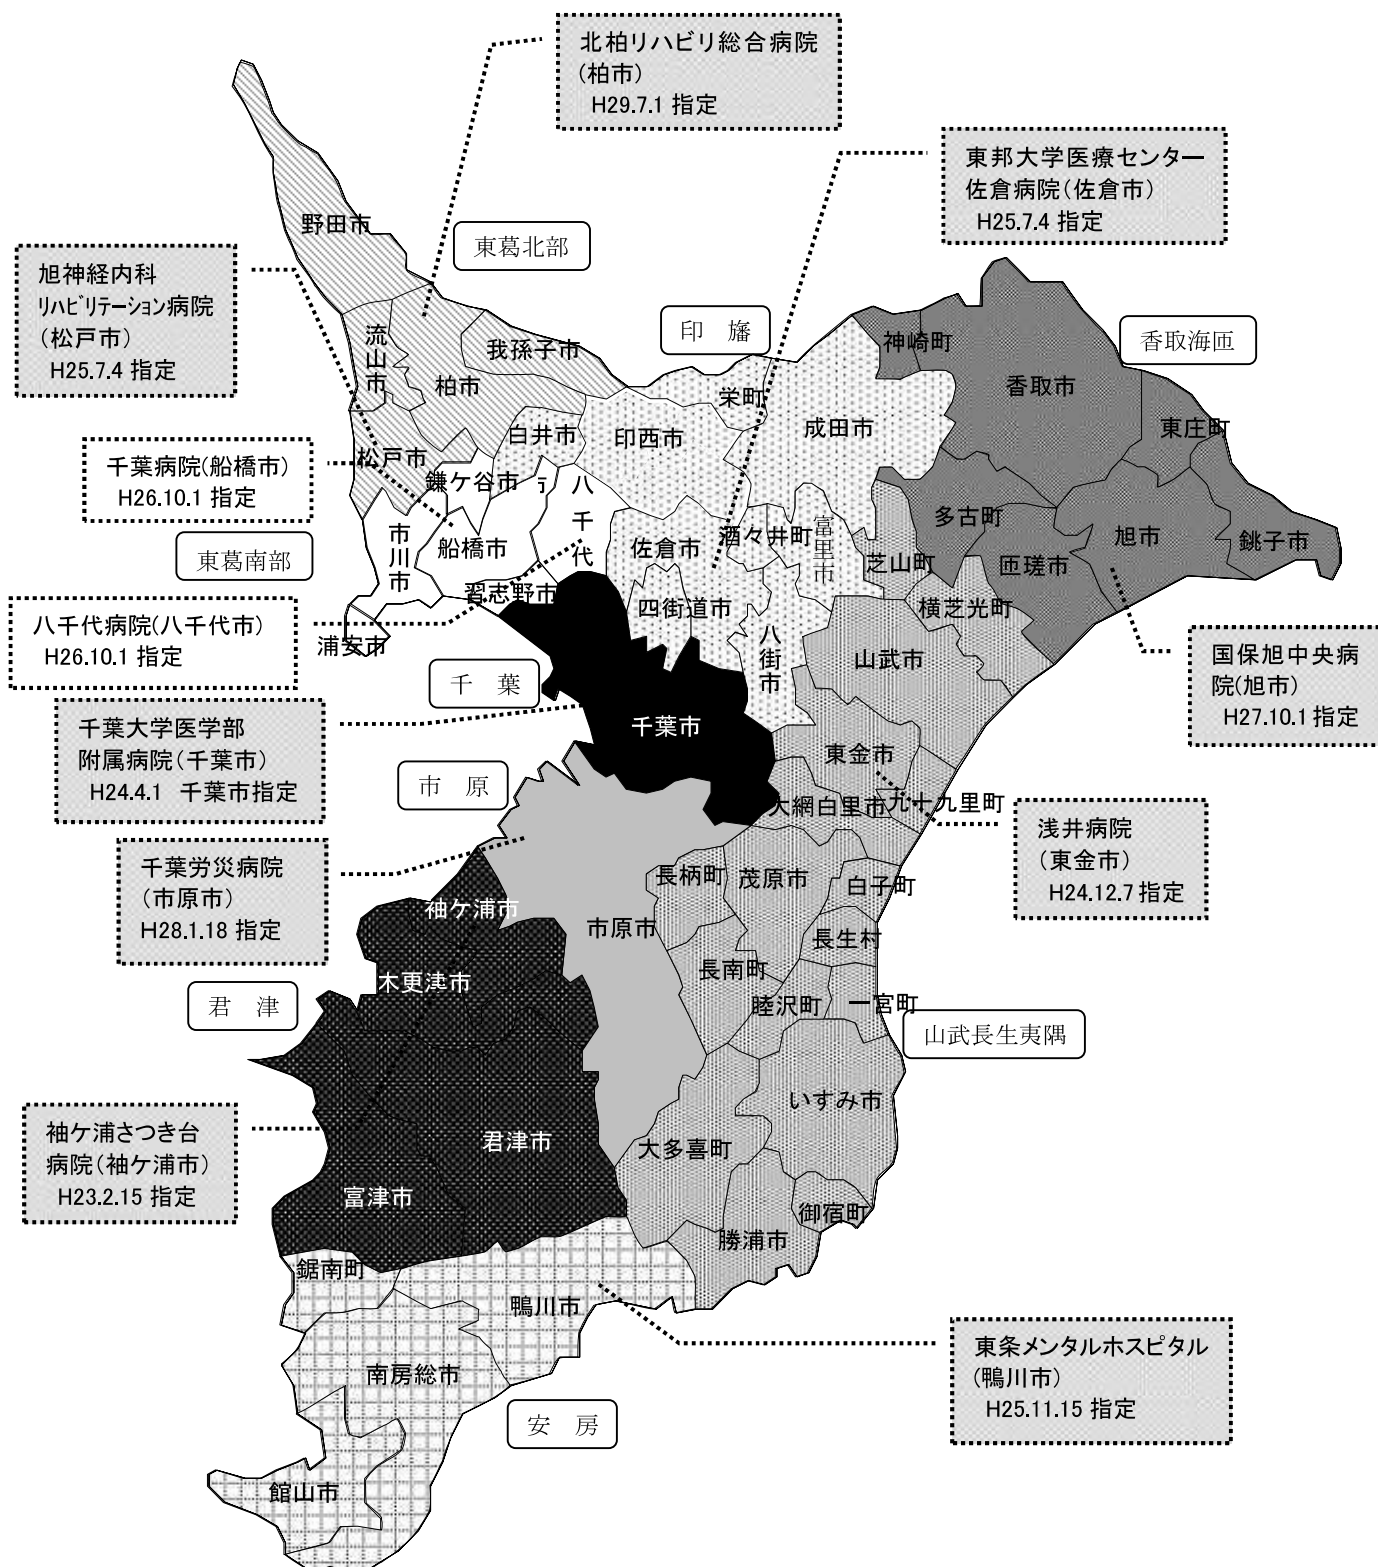 北柏リハビリ総合病院
(柏市)
H29.7.1 指定
東邦大学医療センター
佐倉病院(佐倉市)
H25.7.4 指定
野田市
東葛北部
旭神経内科
リハビリテーション病院
(松戸市)
H25.7.4 指定
印 旛
香取海匝
流山市
我孫子市
柏市
神崎町
香取市
栄町
成田市
東庄町
白井市
印西市
松戸市
千葉病院(船橋市)
H26.10.1 指定
鎌ケ谷市
市
八千代
多古町
旭市
銚子市
東葛南部
市川市
船橋市
佐倉市
酒々井町
富里市
芝山町
匝瑳市
習志野市
四街道市
横芝光町
八千代病院(八千代市)
H26.10.1 指定
浦安市
八街市
山武市
国保旭中央病
院(旭市)
H27.10.1 指定
千 葉
千葉市
千葉大学医学部
附属病院(千葉市)
H24.4.1 千葉市指定
東金市
市 原
大網白里市
九十九里町
浅井病院
(東金市)
H24.12.7 指定
千葉労災病院
(市原市)
H28.1.18 指定
長柄町
茂原市
白子町
袖ケ浦市
市原市
長生村
木更津市
長南町
君 津
睦沢町
一宮町
山武長生夷隅
いすみ市
袖ケ浦さつき台
病院(袖ケ浦市)
H23.2.15 指定
君津市
大多喜町
富津市
御宿町
勝浦市
鋸南町
鴨川市
東条メンタルホスピタル
(鴨川市)
H25.11.15 指定
南房総市
安 房
館山市